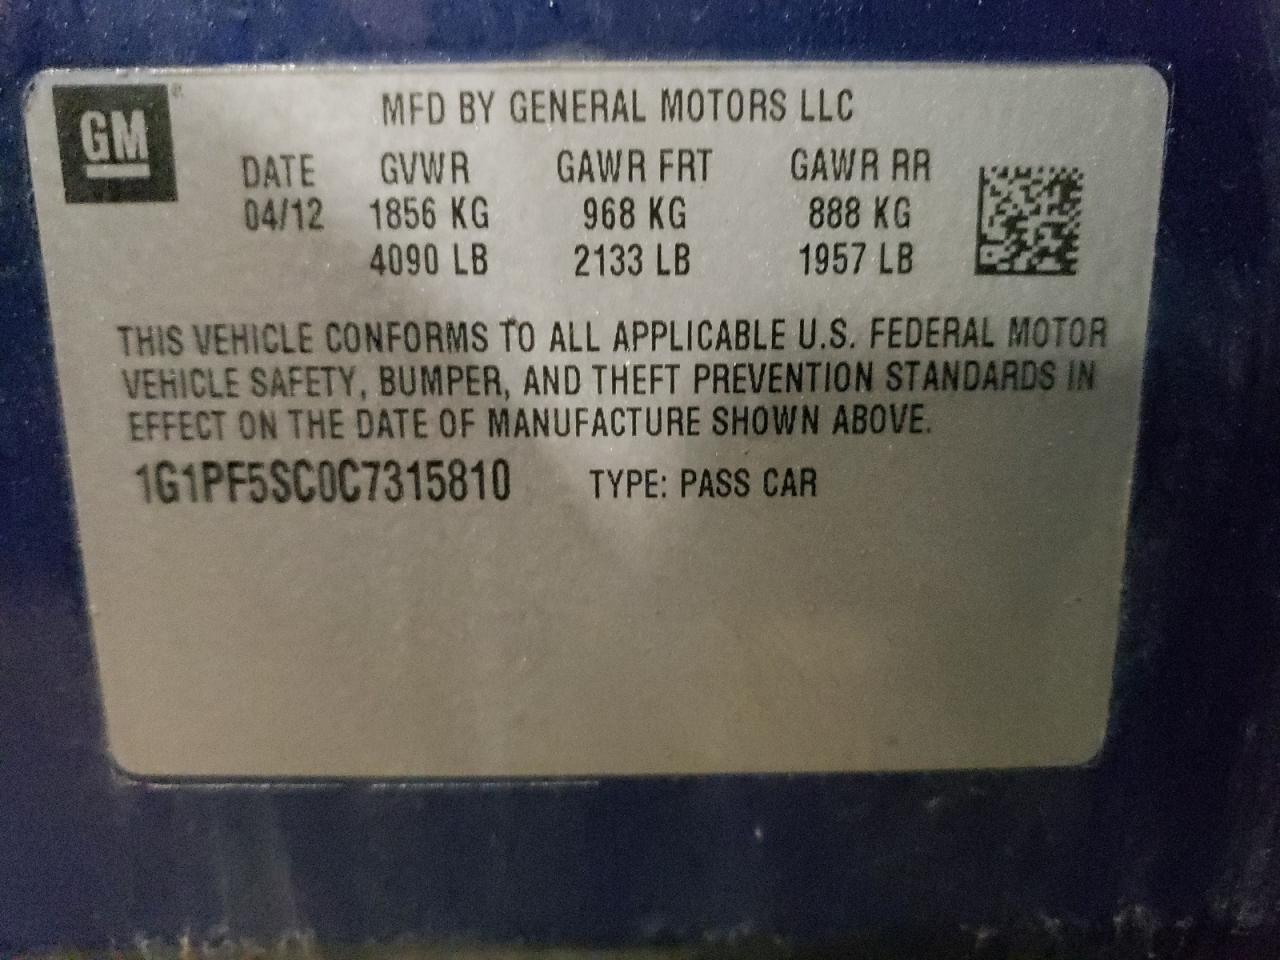 GM
MFD BY GENERAL MOTORS LLC
DATE GVWR GAWR FRT GAWR RR
04/12 1856 KG 968 KG 888 KG
4090 LB 2133 LB 1957 LB
THIS VEHICLE CONFORMS TO ALL APPLICABLE U.S. FEDERAL MOTOR
VEHICLE SAFETY, BUMPER, AND THEFT PREVENTION STANDARDS IN
EFFECT ON THE DATE OF MANUFACTURE SHOWN ABOVE.
1G1PF5SC0C7315810 TYPE: PASS CAR